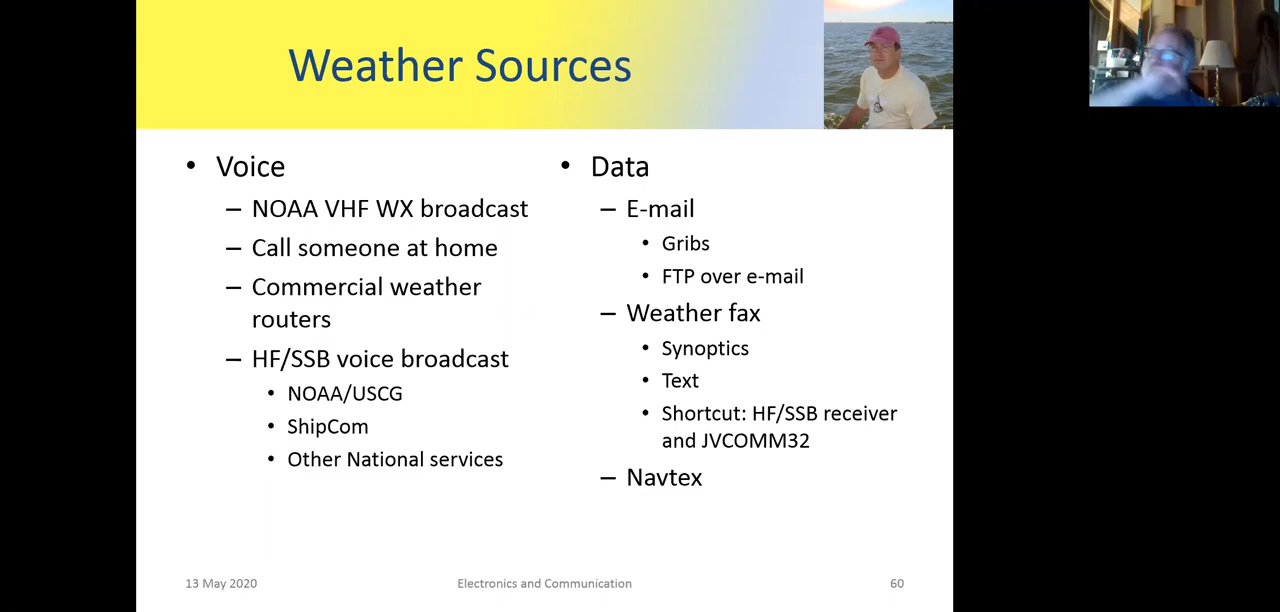 Weather Sources
• Voice
– NOAA VHF WX broadcast
– Call someone at home
– Commercial weather
routers
– HF/SSB voice broadcast
• NOAA/USCG
• ShipCom
• Other National services
• Data
– E-mail
• Gribs
• FTP over e-mail
– Weather fax
• Synoptics
• Text
• Shortcut: HF/SSB receiver
and JVCOMM32
– Navtex
13 May 2020
Electronics and Communication
60